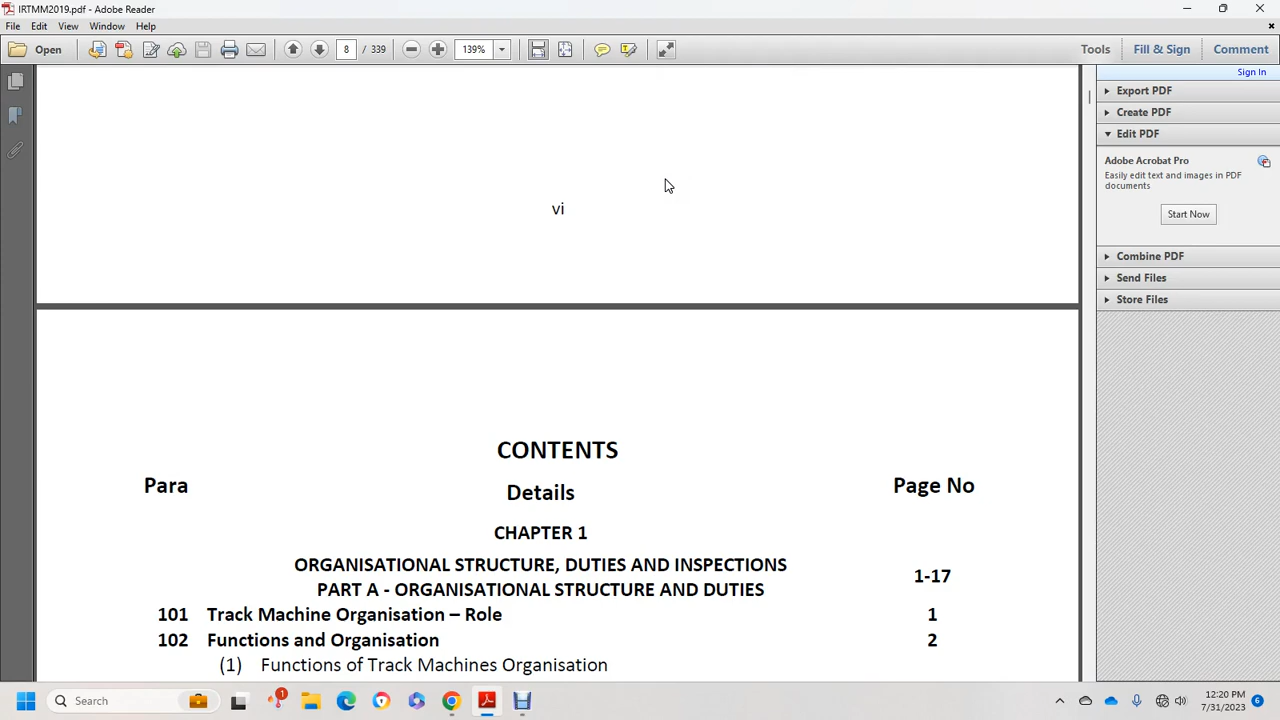 IRTMM2019.pdf - Adobe Reader
File Edit View Window Help
Open 8 / 339 139% Tools Fill & Sign Comment
Sign In
Export PDF
Create PDF
Edit PDF
Adobe Acrobat Pro
Easily edit text and images in PDF
documents
Start Now
Combine PDF
Send Files
Store Files
vi
CONTENTS
Para Details Page No
CHAPTER 1
ORGANISATIONAL STRUCTURE, DUTIES AND INSPECTIONS
PART A - ORGANISATIONAL STRUCTURE AND DUTIES 1-17
101 Track Machine Organisation – Role 1
102 Functions and Organisation 2
(1) Functions of Track Machines Organisation
Search 1 12:20 PM
7/31/2023 6